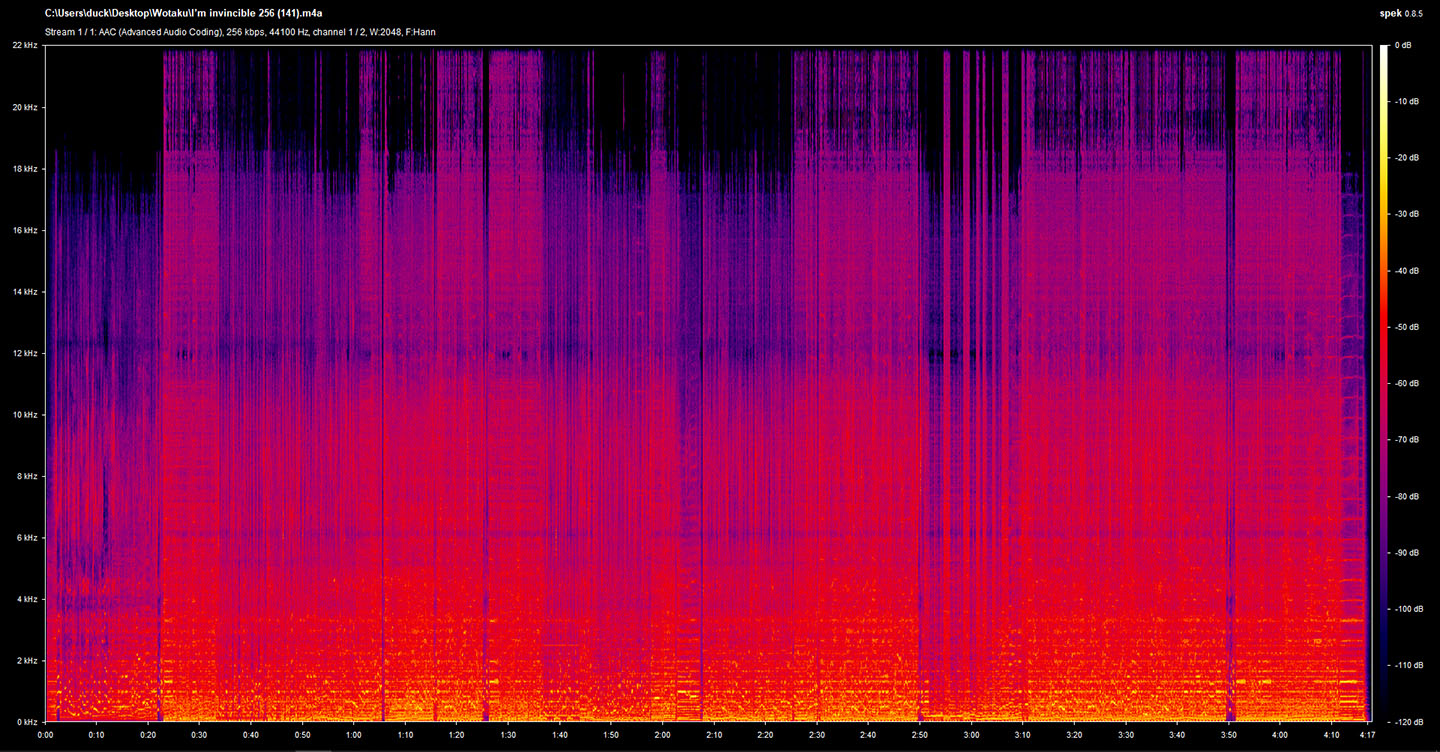 C:\Users\duck\Desktop\Wotaku\I'm invincible 256 (141).m4a
spek 0.8.5
Stream 1 / 1: AAC (Advanced Audio Coding), 256 kbps, 44100 Hz, channel 1 / 2, W:2048, F:Hann
22 kHz
20 kHz
18 kHz
16 kHz
14 kHz
12 kHz
10 kHz
8 kHz
6 kHz
4 kHz
2 kHz
0 kHz
0:00 0:10 0:20 0:30 0:40 0:50 1:00 1:10 1:20 1:30 1:40 1:50 2:00 2:10 2:20 2:30 2:40 2:50 3:00 3:10 3:20 3:30 3:40 3:50 4:00 4:10 4:17
0 dB
-10 dB
-20 dB
-30 dB
-40 dB
-50 dB
-60 dB
-70 dB
-80 dB
-90 dB
-100 dB
-110 dB
-120 dB